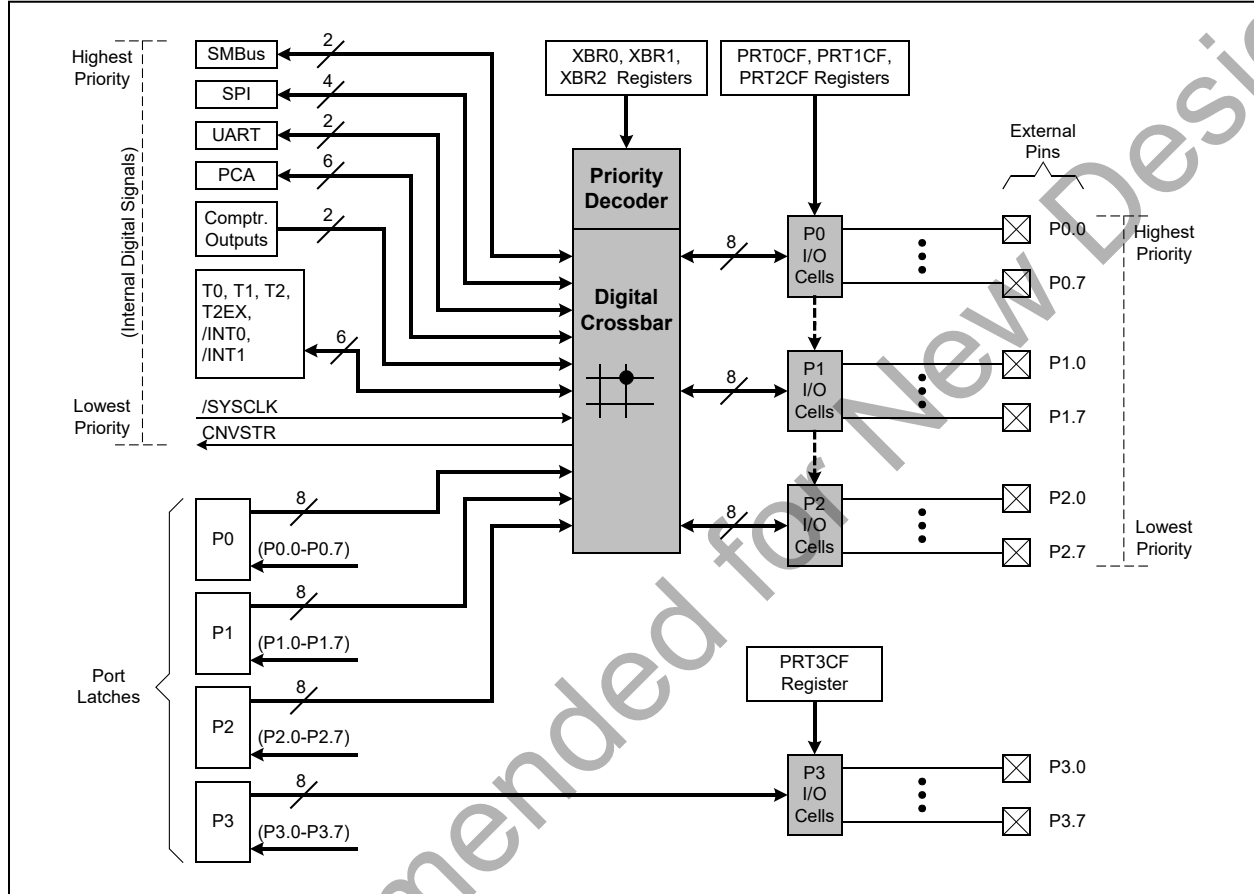 Highest
Priority
(Internal Digital Signals)
Lowest
Priority
SMBus
2
SPI
4
UART
2
PCA
6
Comptr.
Outputs
2
T0, T1, T2,
T2EX,
/INT0,
/INT1
6
/SYSCLK
CNVSTR
XBR0, XBR1,
XBR2 Registers
PRT0CF, PRT1CF,
PRT2CF Registers
Priority
Decoder
Digital
Crossbar
External
Pins
8
P0
I/O
Cells
P0.0
P0.7
Highest
Priority
8
P1
I/O
Cells
P1.0
P1.7
8
P2
I/O
Cells
P2.0
P2.7
Lowest
Priority
Port
Latches
P0
8
(P0.0-P0.7)
P1
8
(P1.0-P1.7)
P2
8
(P2.0-P2.7)
P3
8
(P3.0-P3.7)
PRT3CF
Register
P3
I/O
Cells
P3.0
P3.7
mended for New Desig